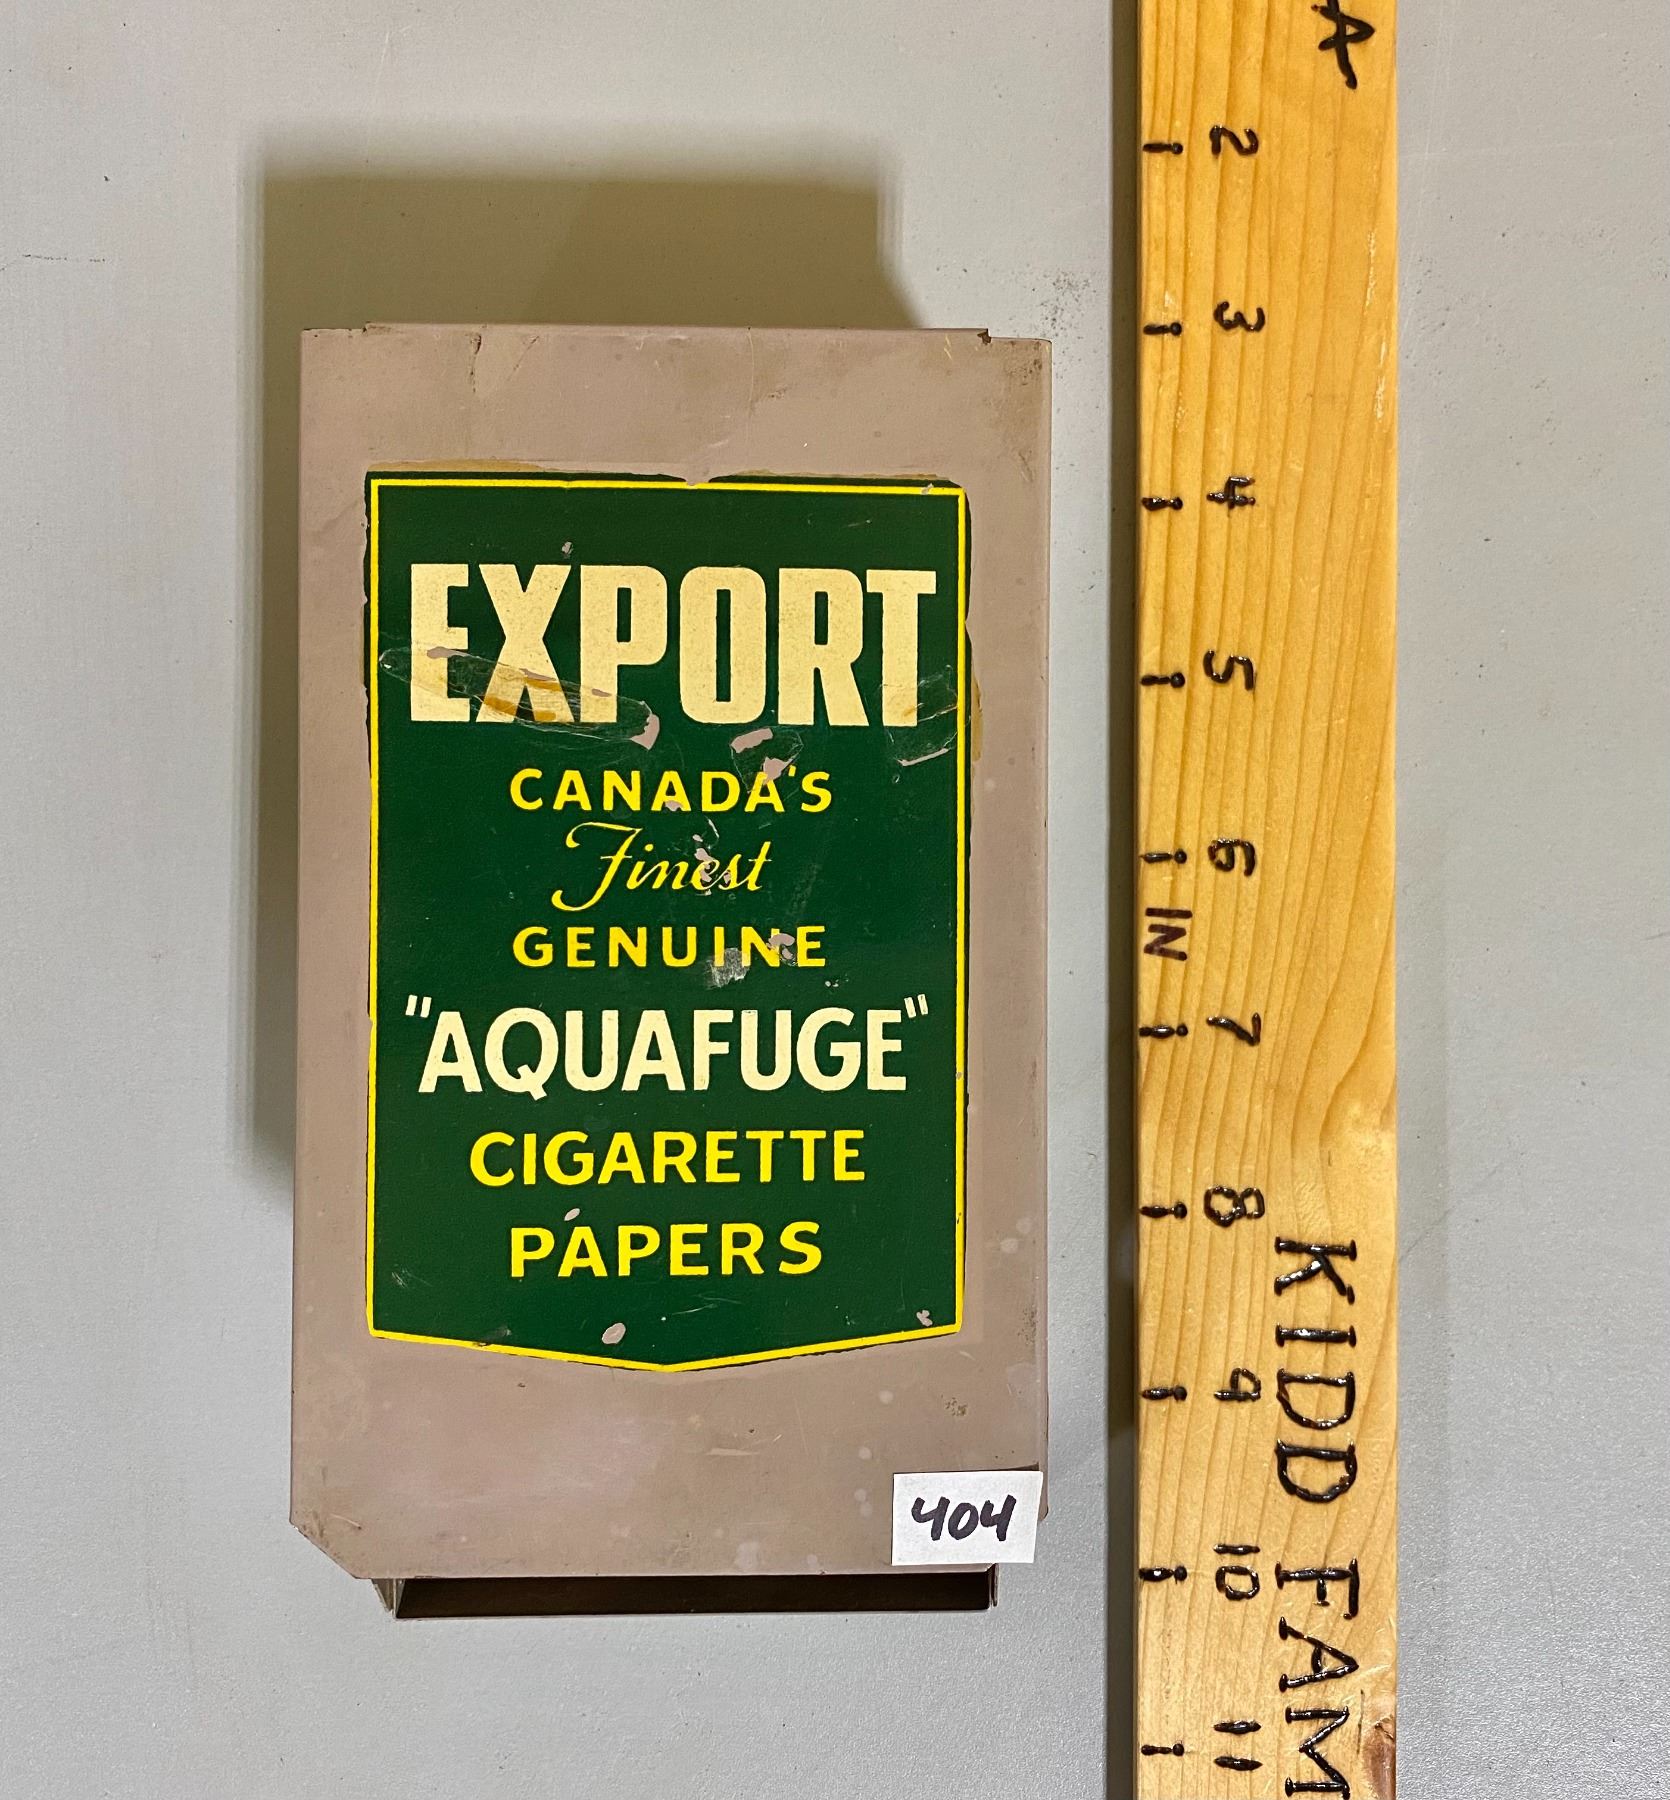 EXPORT
CANADA'S
Finest
GENUINE
"AQUAFUGE"
CIGARETTE
PAPERS
404
A
2
3
4
5
6
IN
7
8
9
10
11
KIDD FAM